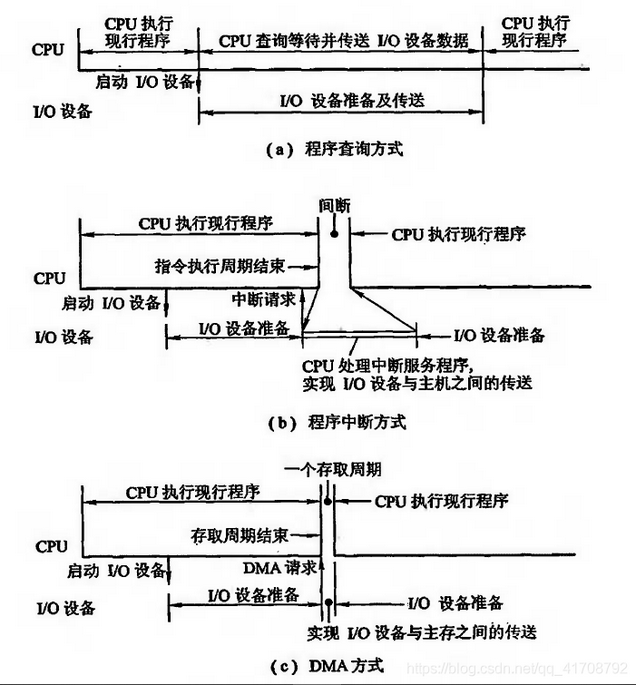 CPU 执行
现行程序
CPU 查询等待并传送 I/O 设备数据
CPU 执行
现行程序
CPU
启动 I/O 设备
I/O 设备
I/O 设备准备及传送
(a) 程序查询方式
间断
CPU 执行现行程序
CPU 执行现行程序
指令执行周期结束
CPU
启动 I/O 设备
中断请求
I/O 设备
I/O 设备准备
I/O 设备准备
CPU 处理中断服务程序,
实现 I/O 设备与主机之间的传送
(b) 程序中断方式
一个存取周期
CPU 执行现行程序
CPU 执行现行程序
存取周期结束
CPU
启动 I/O 设备
DMA 请求
I/O 设备
I/O 设备准备
I/O 设备准备
实现 I/O 设备与主存之间的传送
(c) DMA 方式
https://blog.csdn.net/qq_41708792